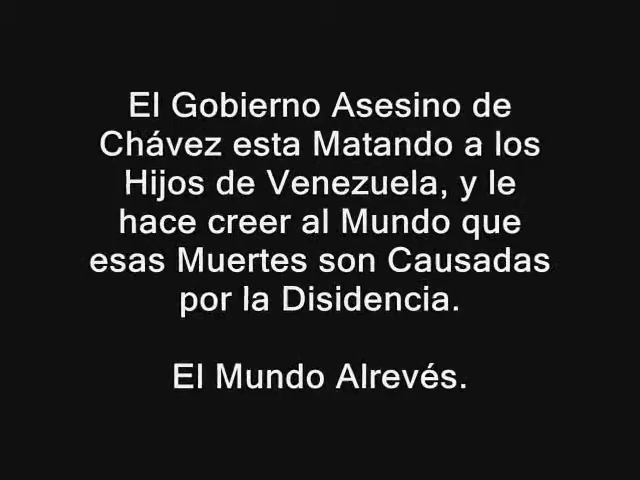 El Gobierno Asesino de
Chávez esta Matando a los
Hijos de Venezuela, y le
hace creer al Mundo que
esas Muertes son Causadas
por la Disidencia.
El Mundo Alrevés.